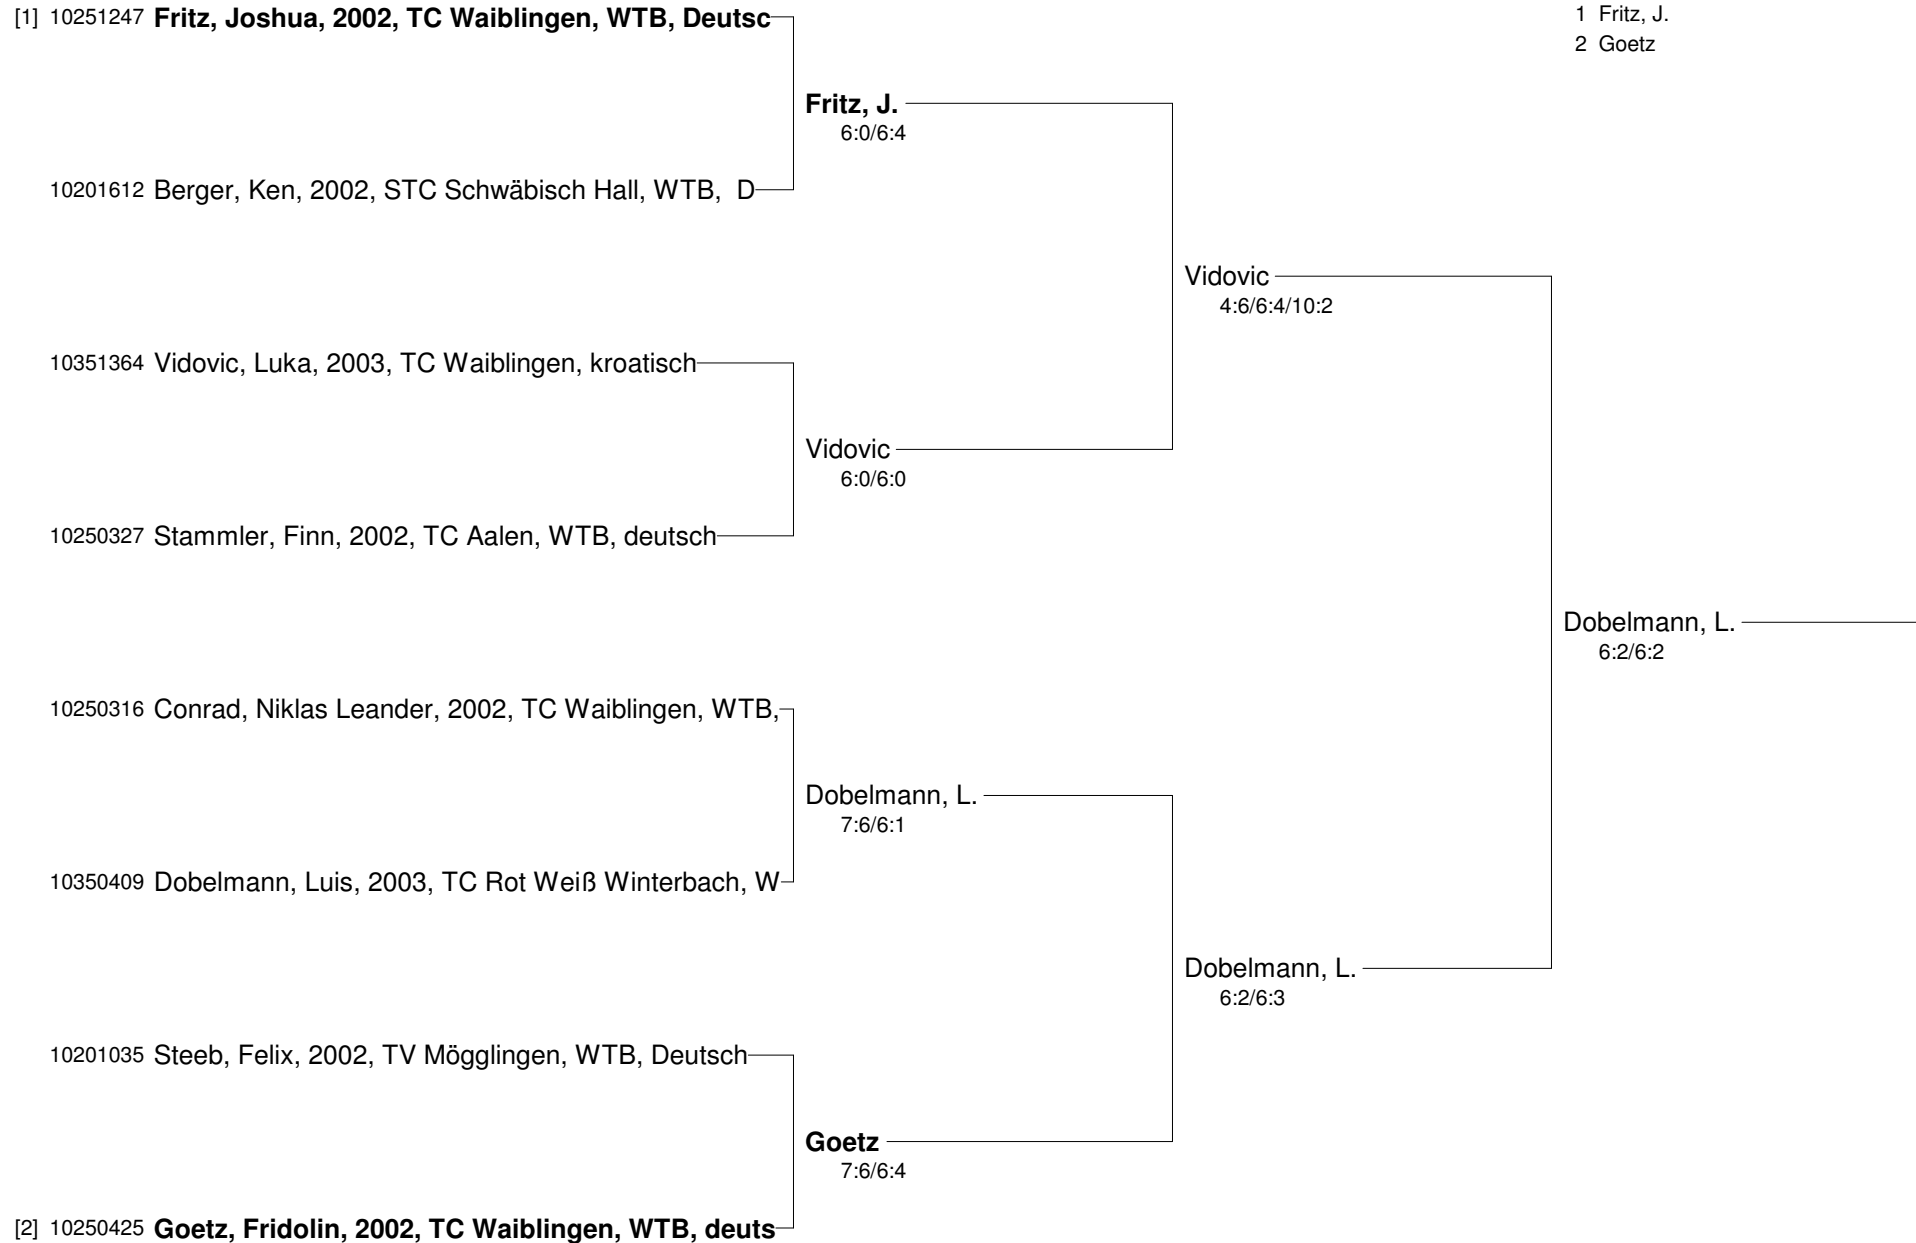 [1] 10251247 Fritz, Joshua, 2002, TC Waiblingen, WTB, Deutsc
1 Fritz, J.
2 Goetz
Fritz, J.
6:0/6:4
10201612 Berger, Ken, 2002, STC Schwäbisch Hall, WTB, D
Vidovic
4:6/6:4/10:2
10351364 Vidovic, Luka, 2003, TC Waiblingen, kroatisch
Vidovic
6:0/6:0
10250327 Stammler, Finn, 2002, TC Aalen, WTB, deutsch
Dobelmann, L.
6:2/6:2
10250316 Conrad, Niklas Leander, 2002, TC Waiblingen, WTB,
Dobelmann, L.
7:6/6:1
10350409 Dobelmann, Luis, 2003, TC Rot Weiß Winterbach, W
Dobelmann, L.
6:2/6:3
10201035 Steeb, Felix, 2002, TV Mögglingen, WTB, Deutsch
Goetz
7:6/6:4
[2] 10250425 Goetz, Fridolin, 2002, TC Waiblingen, WTB, deuts